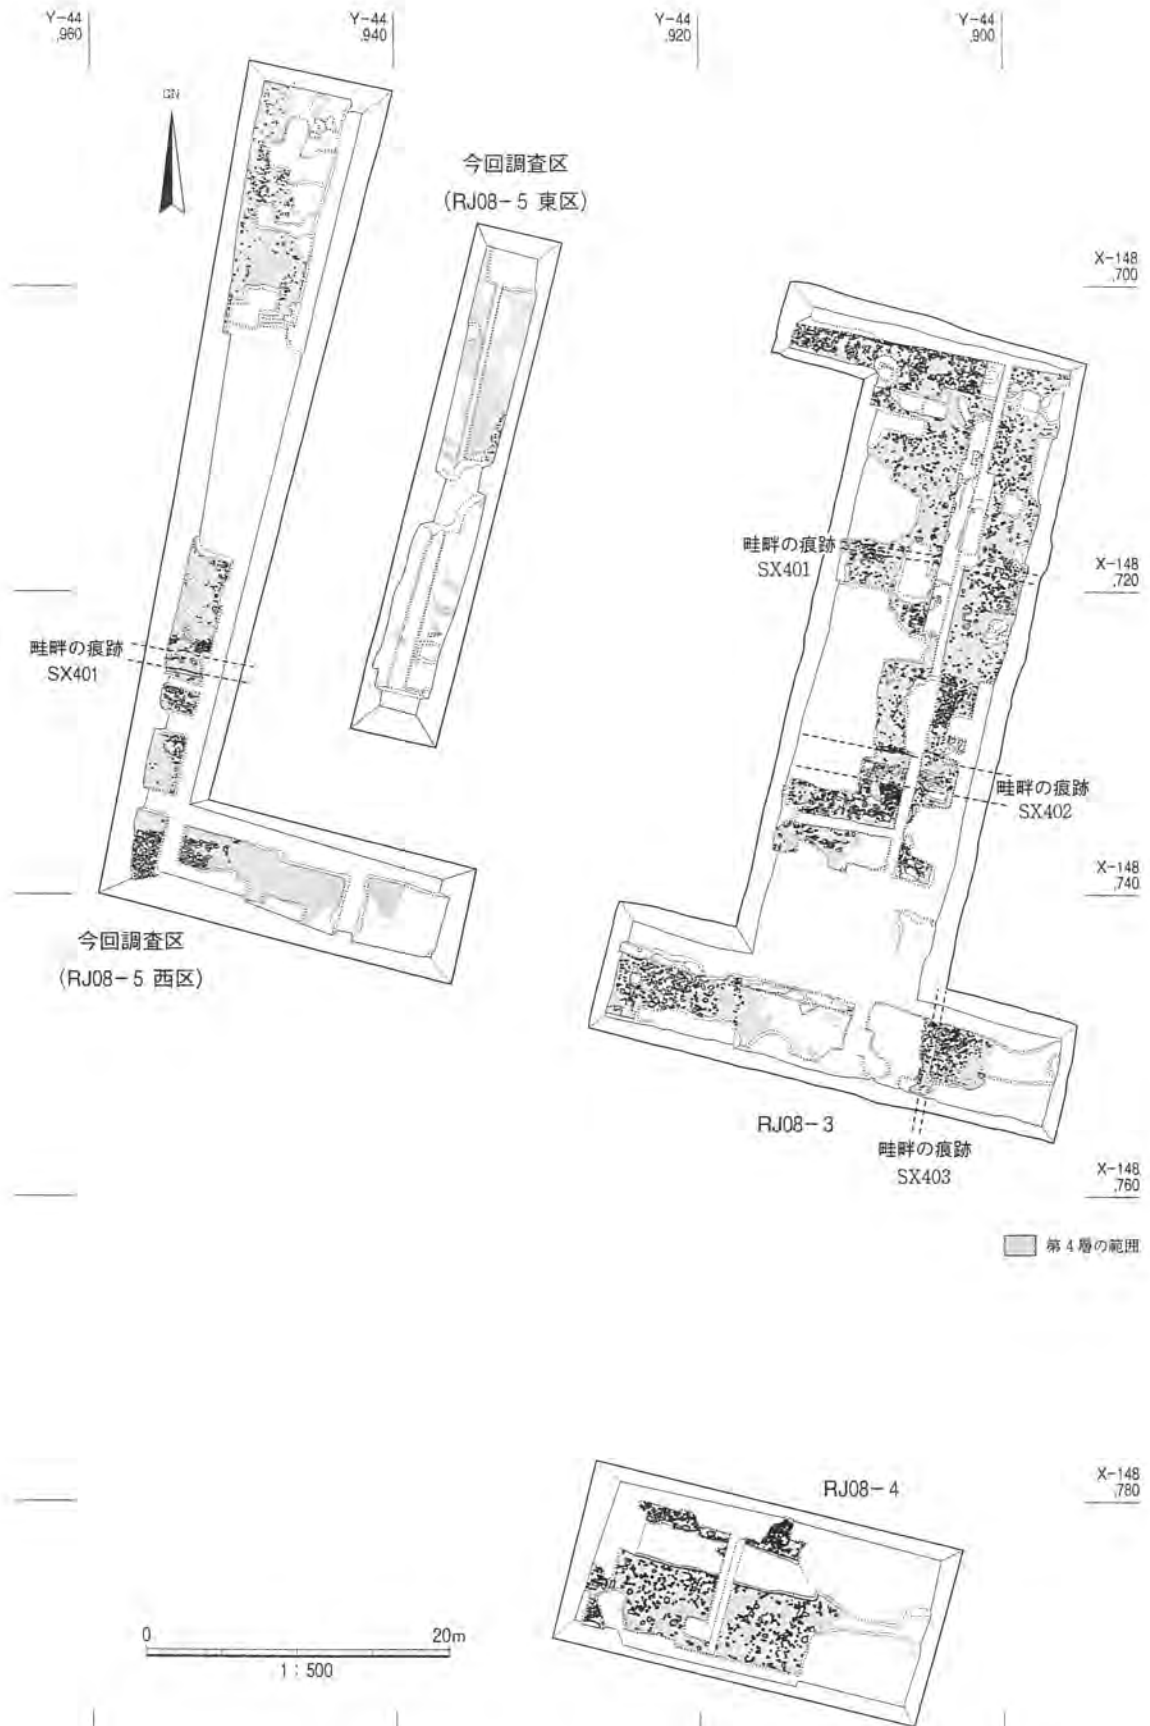 Y-44
,960
Y-44
,940
Y-44
,920
Y-44
,900
GN
今回調査区
(RJ08-5 東区)
X-148
,700
畦畔の痕跡
SX401
X-148
,720
畦畔の痕跡
SX401
畦畔の痕跡
SX402
X-148
,740
今回調査区
(RJ08-5 西区)
RJ08-3
畦畔の痕跡
SX403
X-148
,760
第4層の範囲
RJ08-4
X-148
,780
0 20m
1:500